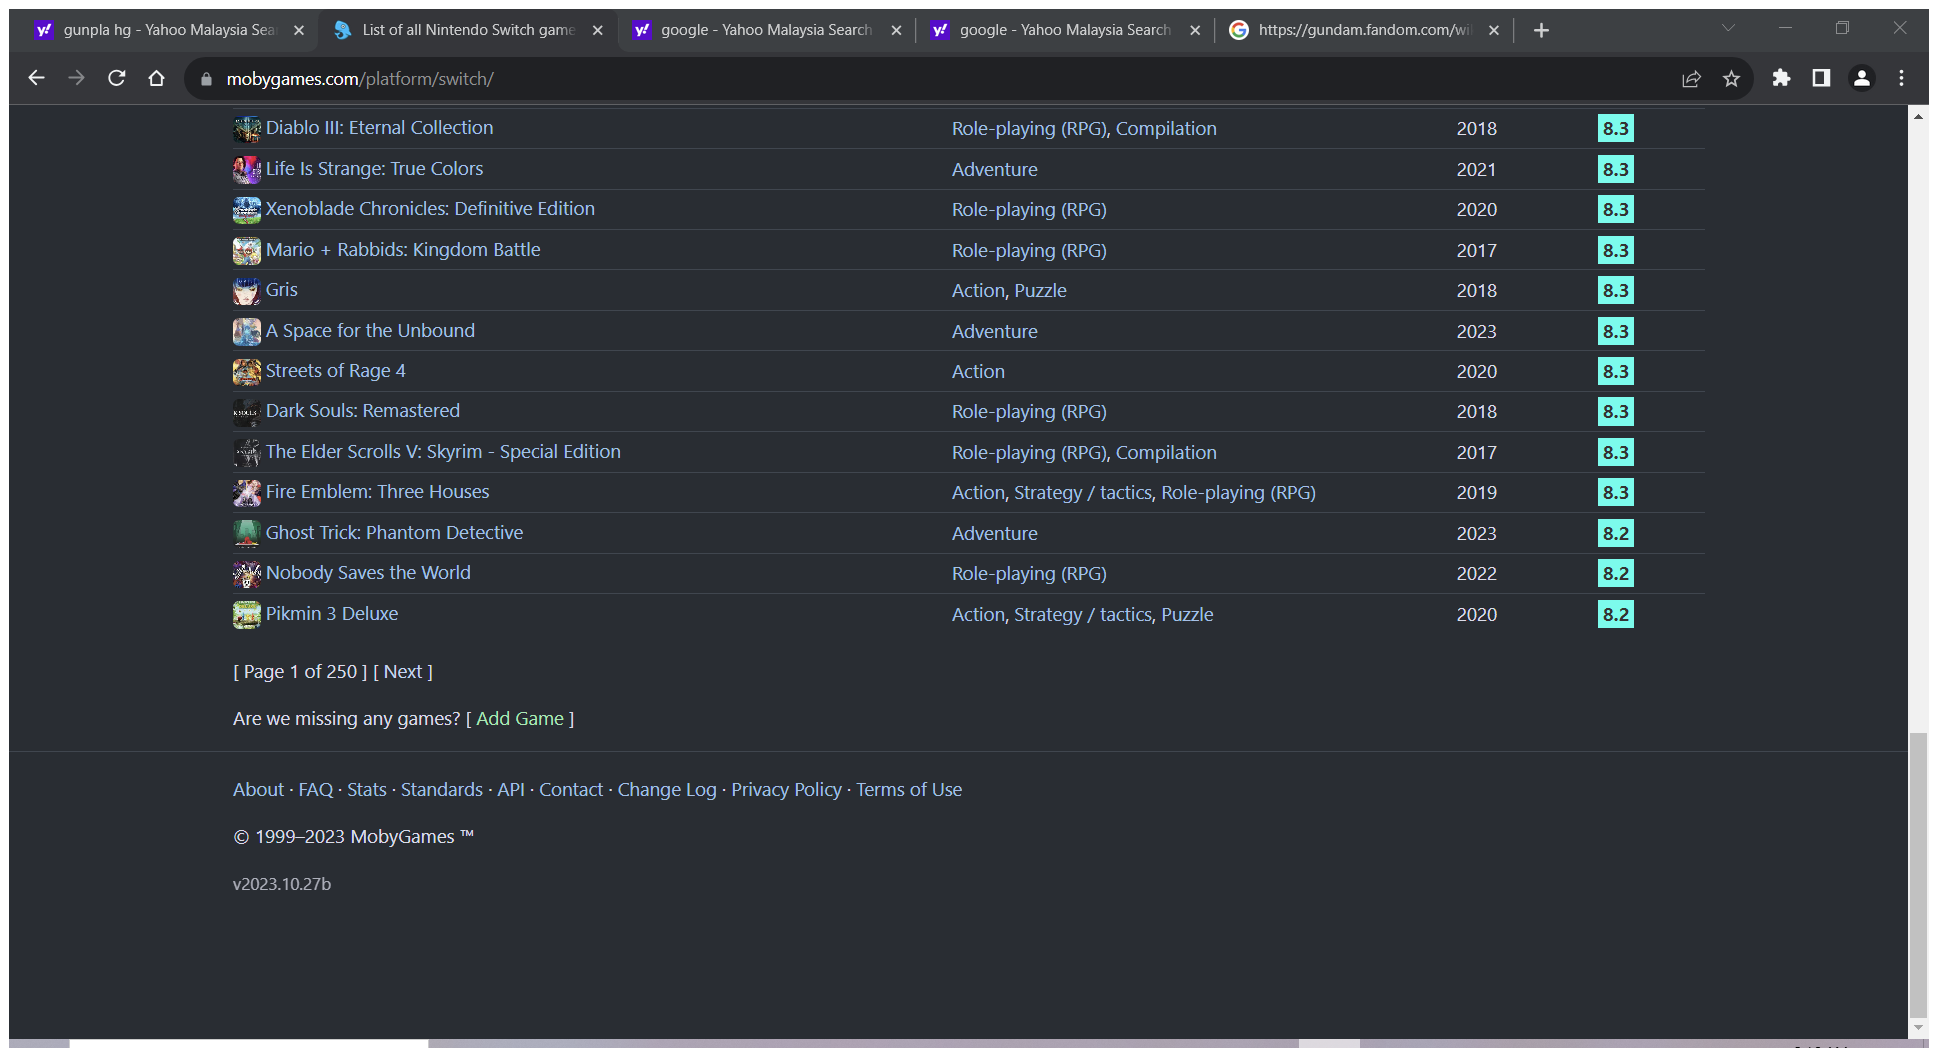 gunpla hg - Yahoo Malaysia Sea
List of all Nintendo Switch game
google - Yahoo Malaysia Search
google - Yahoo Malaysia Search
https://gundam.fandom.com/wi
mobygames.com/platform/switch/
Diablo III: Eternal Collection Role-playing (RPG), Compilation 2018 8.3
Life Is Strange: True Colors Adventure 2021 8.3
Xenoblade Chronicles: Definitive Edition Role-playing (RPG) 2020 8.3
Mario + Rabbids: Kingdom Battle Role-playing (RPG) 2017 8.3
Gris Action, Puzzle 2018 8.3
A Space for the Unbound Adventure 2023 8.3
Streets of Rage 4 Action 2020 8.3
Dark Souls: Remastered Role-playing (RPG) 2018 8.3
The Elder Scrolls V: Skyrim - Special Edition Role-playing (RPG), Compilation 2017 8.3
Fire Emblem: Three Houses Action, Strategy / tactics, Role-playing (RPG) 2019 8.3
Ghost Trick: Phantom Detective Adventure 2023 8.2
Nobody Saves the World Role-playing (RPG) 2022 8.2
Pikmin 3 Deluxe Action, Strategy / tactics, Puzzle 2020 8.2
[ Page 1 of 250 ] [ Next ]
Are we missing any games? [ Add Game ]
About · FAQ · Stats · Standards · API · Contact · Change Log · Privacy Policy · Terms of Use
© 1999–2023 MobyGames ™
v2023.10.27b